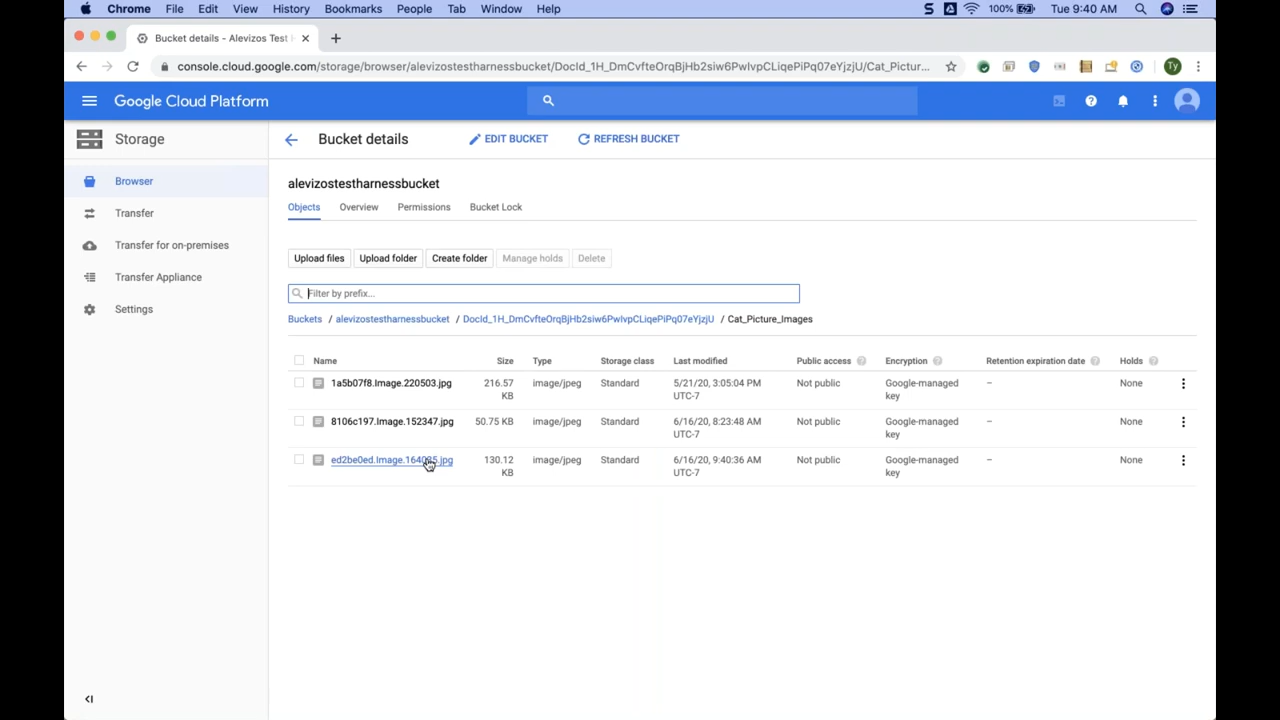 Chrome File Edit View History Bookmarks People Tab Window Help 100% Tue 9:40 AM
Bucket details - Alevizos Test
console.cloud.google.com/storage/browser/alevizostestharnessbucket/DocId_1H_DmCvfteOrqBjHb2siw6PwIvpCLiqePiPq07eYjzjU/Cat_Pictur... Ty
Google Cloud Platform
Storage
Bucket details
EDIT BUCKET
REFRESH BUCKET
Browser
Transfer
Transfer for on-premises
Transfer Appliance
Settings
alevizostestharnessbucket
Objects Overview Permissions Bucket Lock
Upload files Upload folder Create folder Manage holds Delete
Filter by prefix...
Buckets / alevizostestharnessbucket / DocId_1H_DmCvfteOrqBjHb2siw6PwIvpCLiqePiPq07eYjzjU / Cat_Picture_Images
Name Size Type Storage class Last modified Public access Encryption Retention expiration date Holds
1a5b07f8.Image.220503.jpg 216.57 image/jpeg Standard 5/21/20, 3:05:04 PM Not public Google-managed – None
KB UTC-7 key
8106c197.Image.152347.jpg 50.75 KB image/jpeg Standard 6/16/20, 8:23:48 AM Not public Google-managed – None
UTC-7 key
130.12 image/jpeg Standard 6/16/20, 9:40:36 AM Not public Google-managed – None
KB UTC-7 key